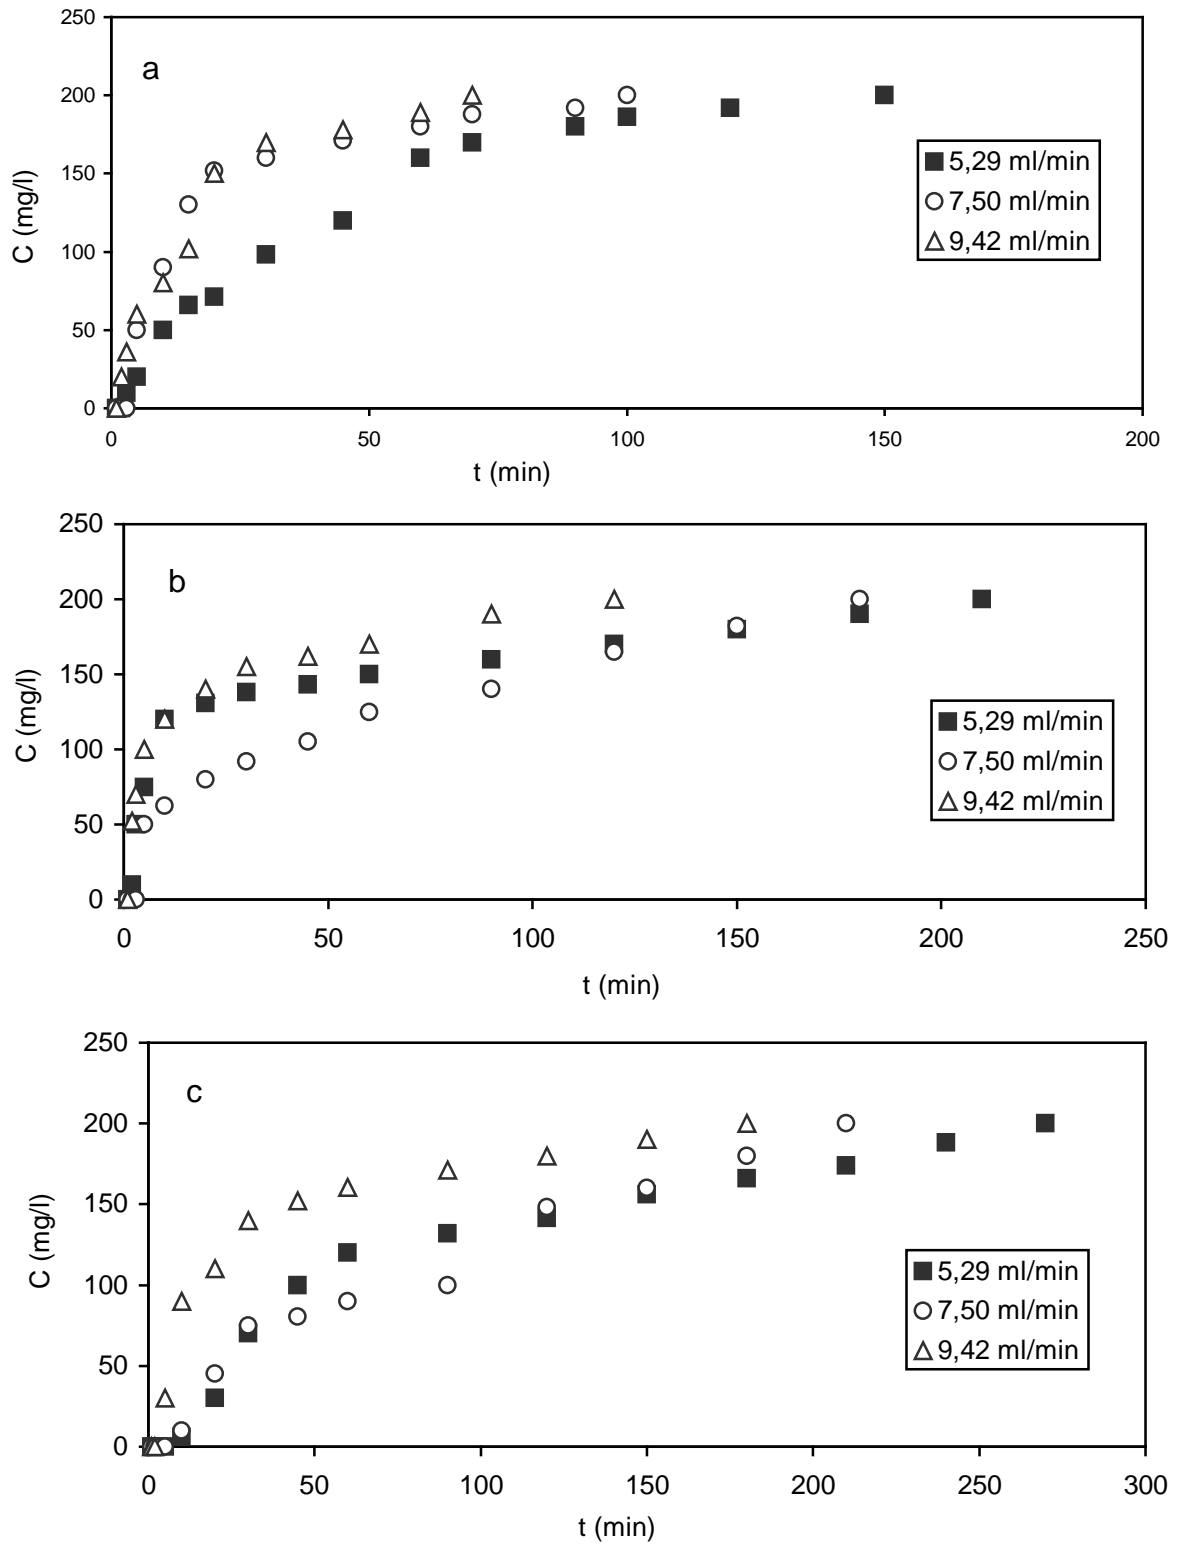 250
a
200
150
100
50
0
C (mg/l)
5,29 ml/min
7,50 ml/min
9,42 ml/min
0 50 100 150 200
t (min)
250
b
200
150
100
50
0
C (mg/l)
5,29 ml/min
7,50 ml/min
9,42 ml/min
0 50 100 150 200 250
t (min)
250
c
200
150
100
50
0
C (mg/l)
5,29 ml/min
7,50 ml/min
9,42 ml/min
0 50 100 150 200 250 300
t (min)